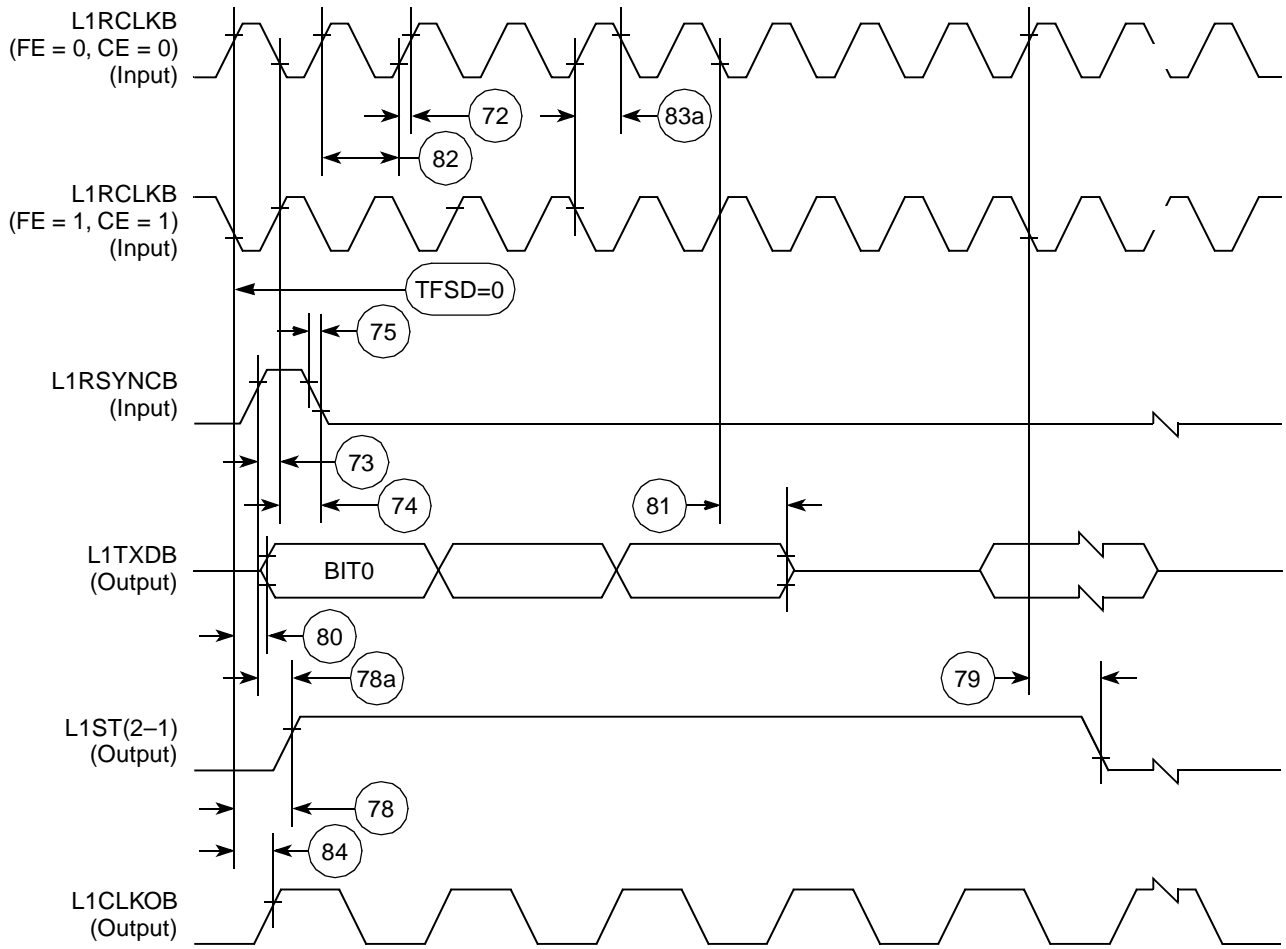 L1RCLKB
(FE = 0, CE = 0)
(Input)
72
83a
82
L1RCLKB
(FE = 1, CE = 1)
(Input)
TFSD=0
75
L1RSYNCB
(Input)
73
74
81
L1TXDB
(Output)
BIT0
80
78a
79
L1ST(2–1)
(Output)
78
84
L1CLKOB
(Output)